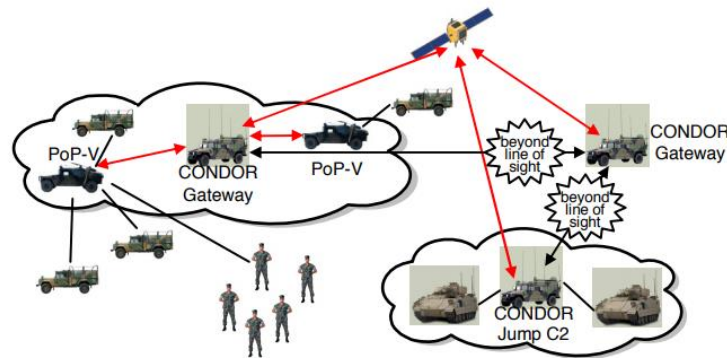 PoP-V
CONDOR
Gateway
PoP-V
beyond
line of
sight
CONDOR
Gateway
beyond
line of
sight
CONDOR
Jump C2